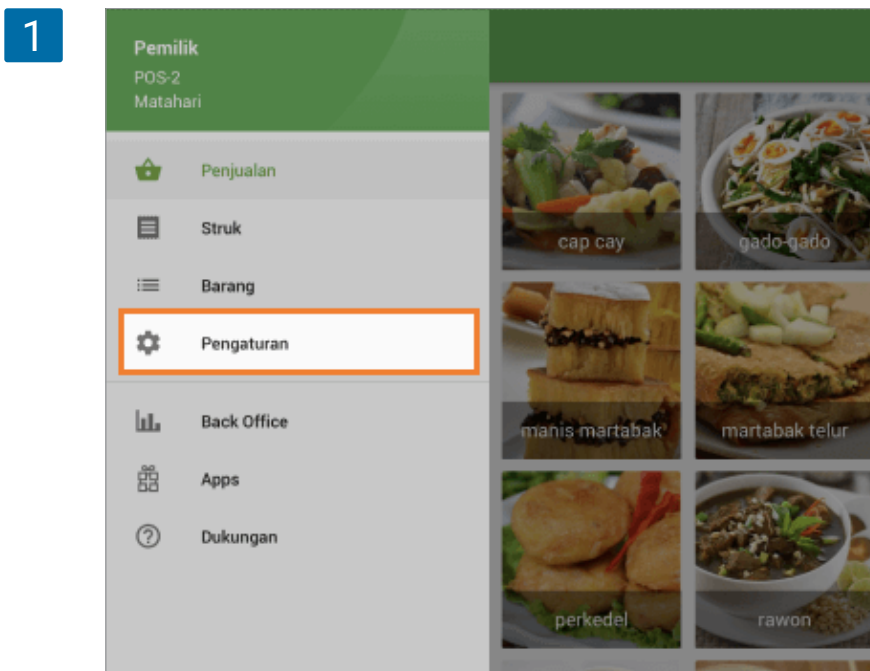 1
Pemilik
POS-2
Matahari
Penjualan
Struk
Barang
Pengaturan
Back Office
Apps
Dukungan
cap cay
gado-gado
manis martabak
martabak telur
perkedel
rawon